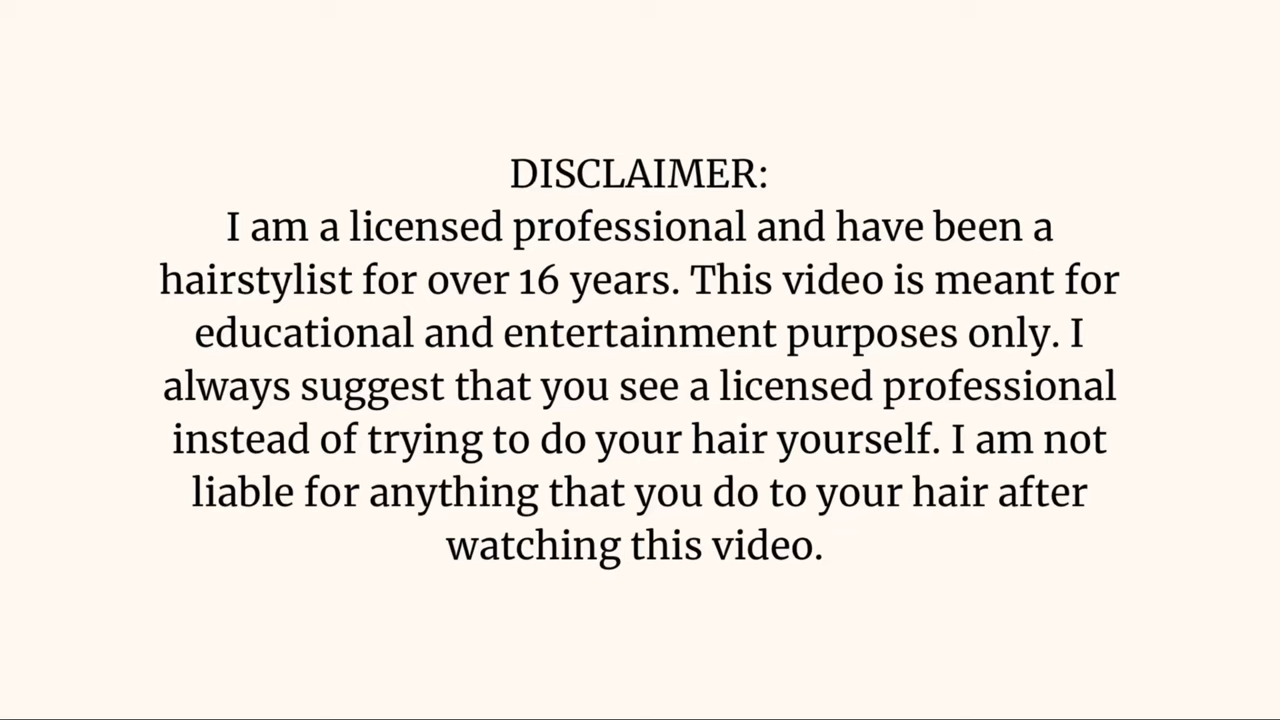 DISCLAIMER:
I am a licensed professional and have been a
hairstylist for over 16 years. This video is meant for
educational and entertainment purposes only. I
always suggest that you see a licensed professional
instead of trying to do your hair yourself. I am not
liable for anything that you do to your hair after
watching this video.